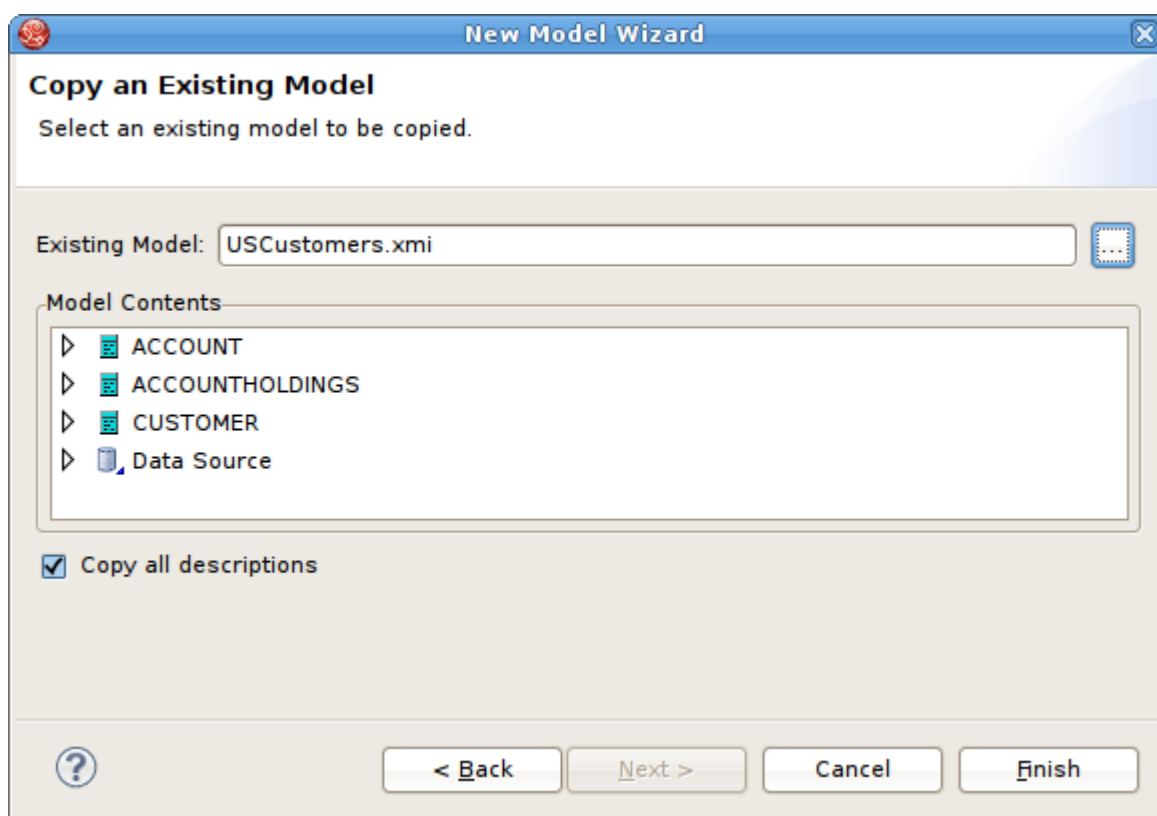 New Model Wizard
Copy an Existing Model
Select an existing model to be copied.
Existing Model: USCustomers.xmi ...
Model Contents
ACCOUNT
ACCOUNTHOLDINGS
CUSTOMER
Data Source
Copy all descriptions
? < Back Next > Cancel Finish